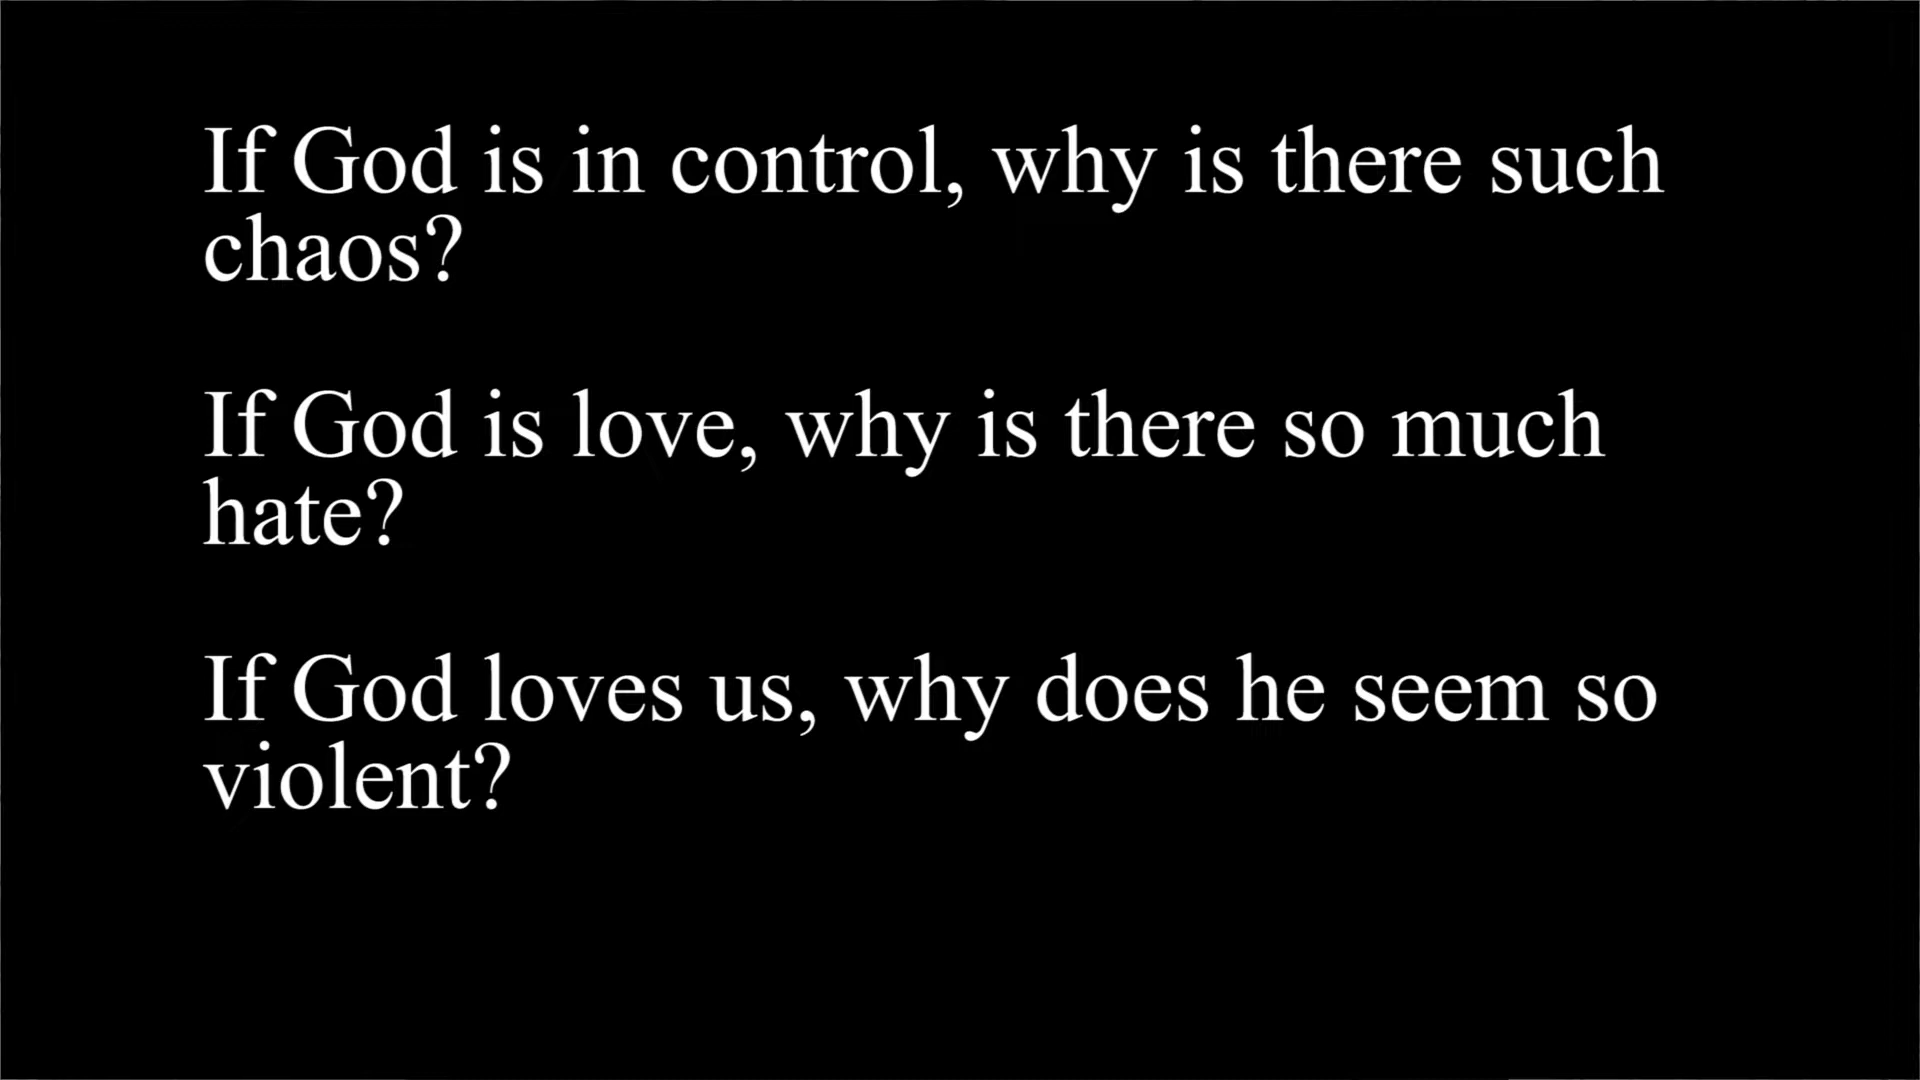 If God is in control, why is there such
chaos?
If God is love, why is there so much
hate?
If God loves us, why does he seem so
violent?